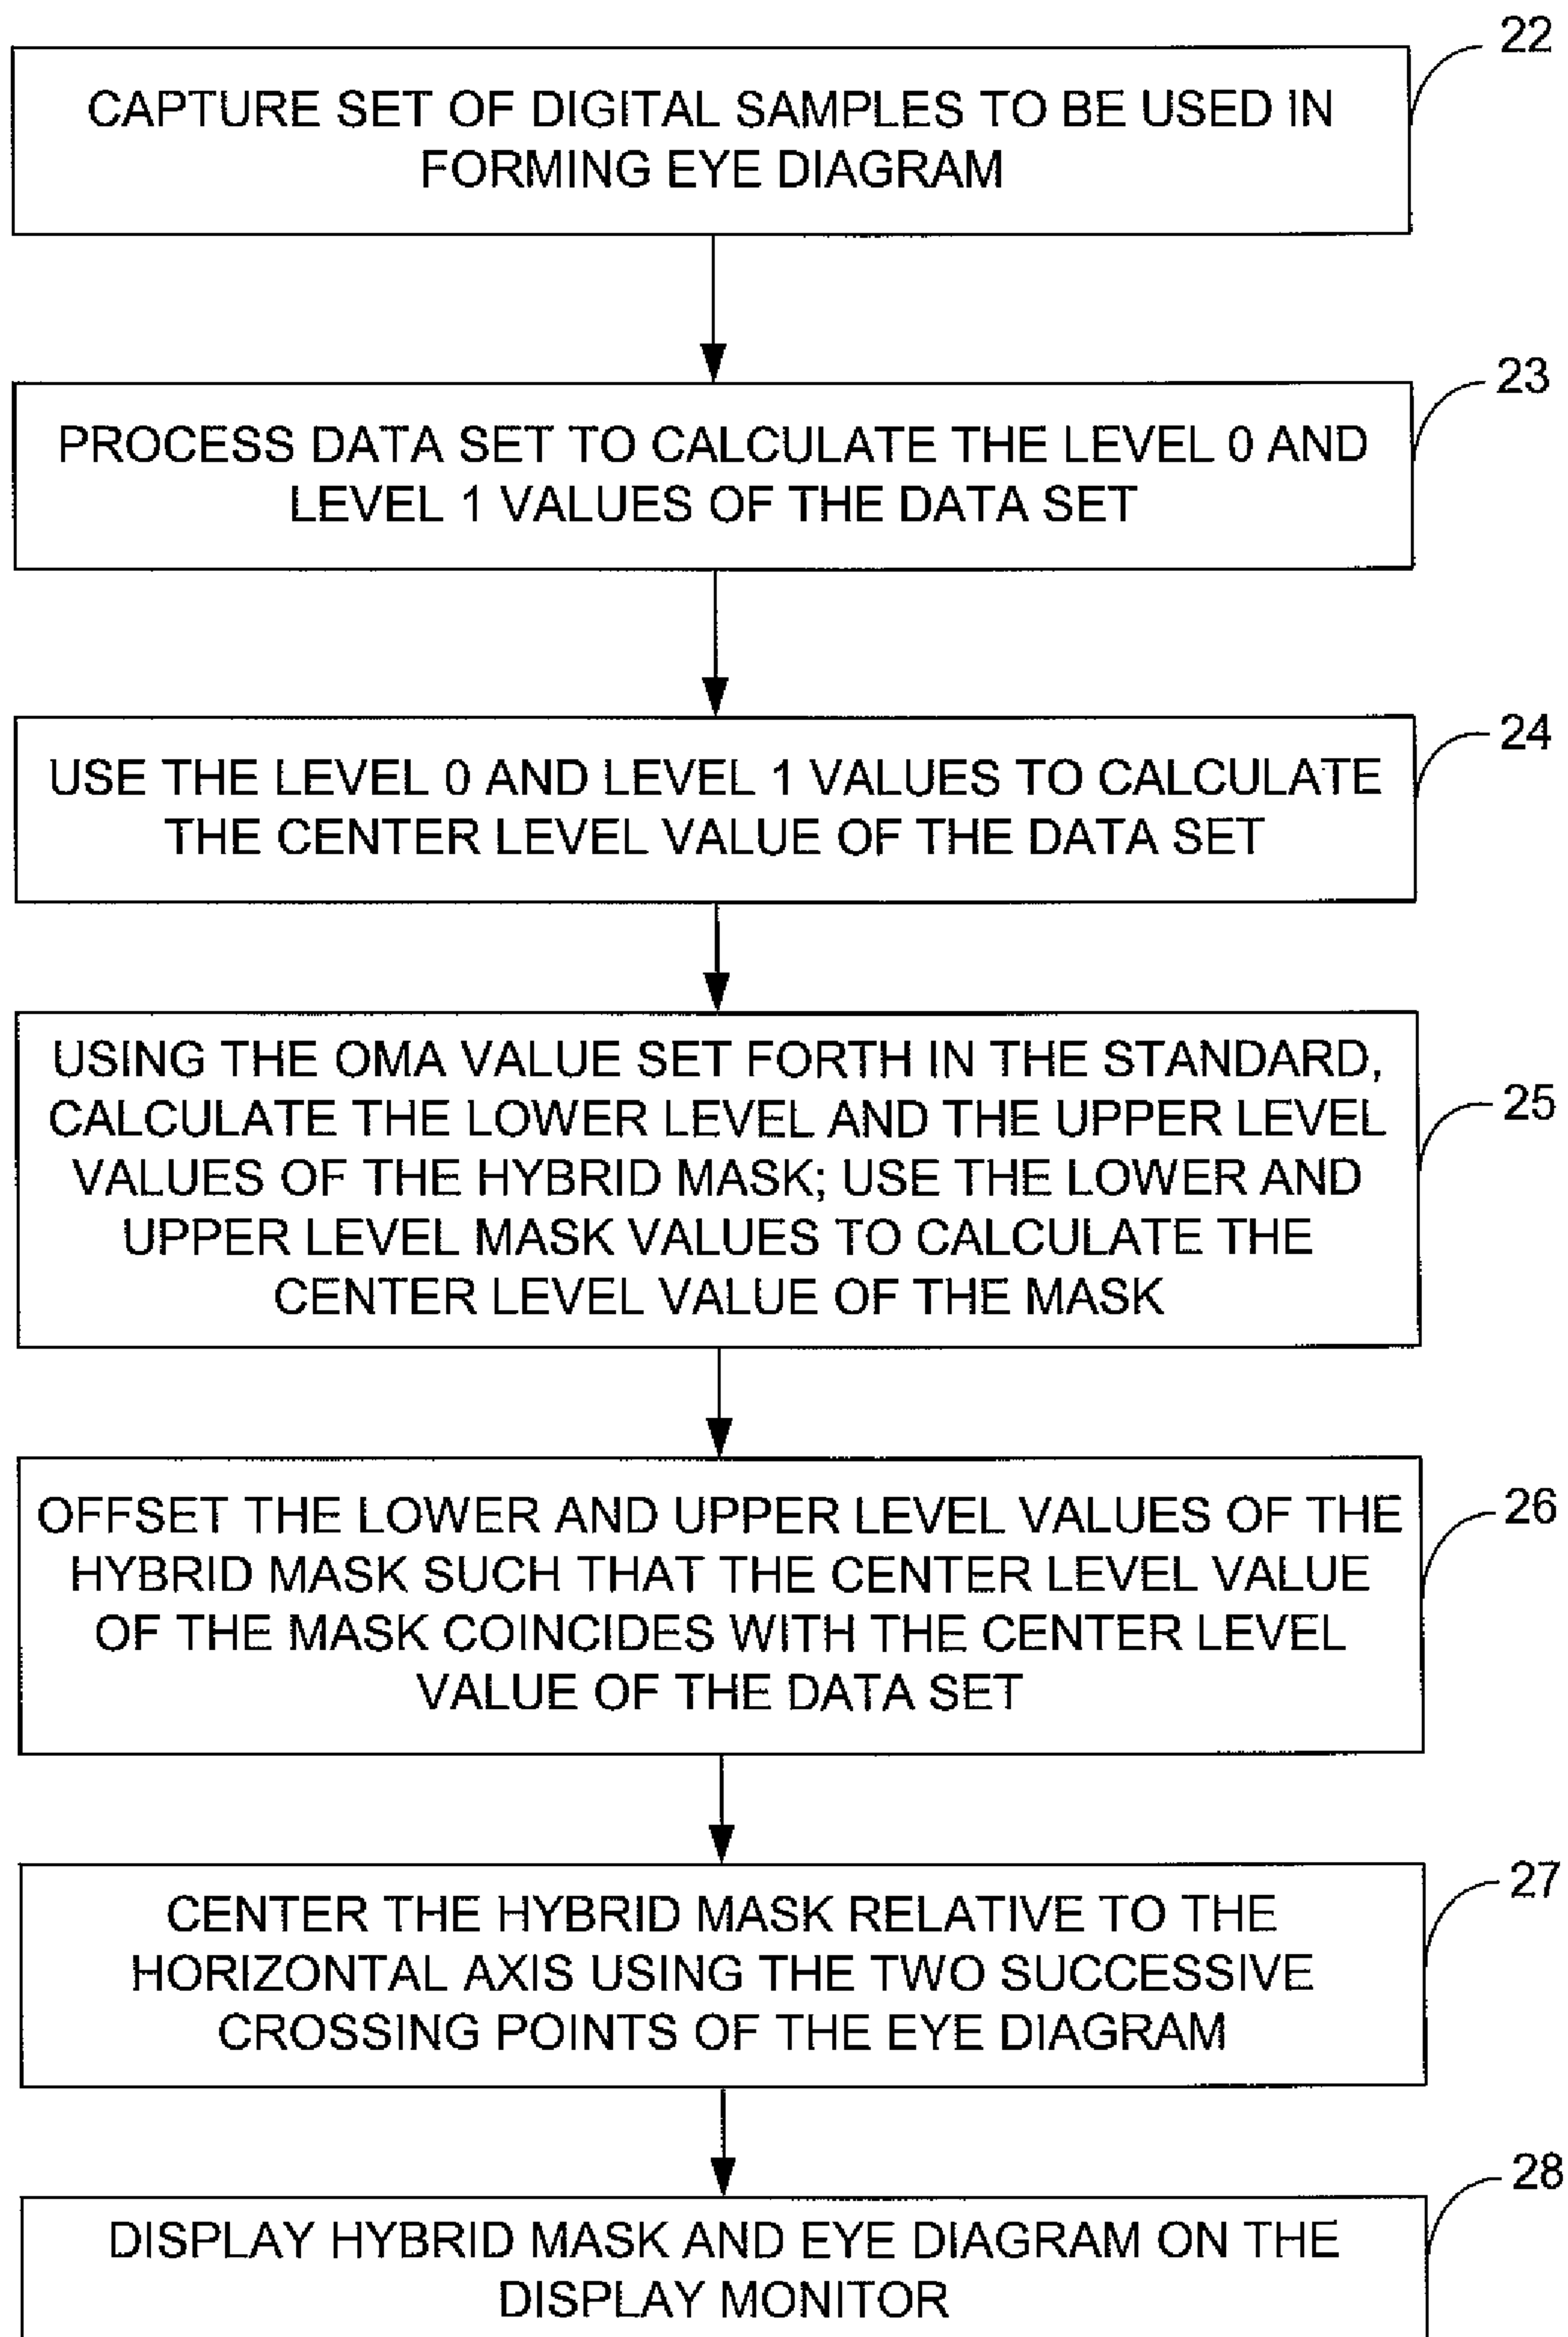 22
CAPTURE SET OF DIGITAL SAMPLES TO BE USED IN
FORMING EYE DIAGRAM
23
PROCESS DATA SET TO CALCULATE THE LEVEL 0 AND
LEVEL 1 VALUES OF THE DATA SET
24
USE THE LEVEL 0 AND LEVEL 1 VALUES TO CALCULATE
THE CENTER LEVEL VALUE OF THE DATA SET
25
USING THE OMA VALUE SET FORTH IN THE STANDARD,
CALCULATE THE LOWER LEVEL AND THE UPPER LEVEL
VALUES OF THE HYBRID MASK; USE THE LOWER AND
UPPER LEVEL MASK VALUES TO CALCULATE THE
CENTER LEVEL VALUE OF THE MASK
26
OFFSET THE LOWER AND UPPER LEVEL VALUES OF THE
HYBRID MASK SUCH THAT THE CENTER LEVEL VALUE
OF THE MASK COINCIDES WITH THE CENTER LEVEL
VALUE OF THE DATA SET
27
CENTER THE HYBRID MASK RELATIVE TO THE
HORIZONTAL AXIS USING THE TWO SUCCESSIVE
CROSSING POINTS OF THE EYE DIAGRAM
28
DISPLAY HYBRID MASK AND EYE DIAGRAM ON THE
DISPLAY MONITOR